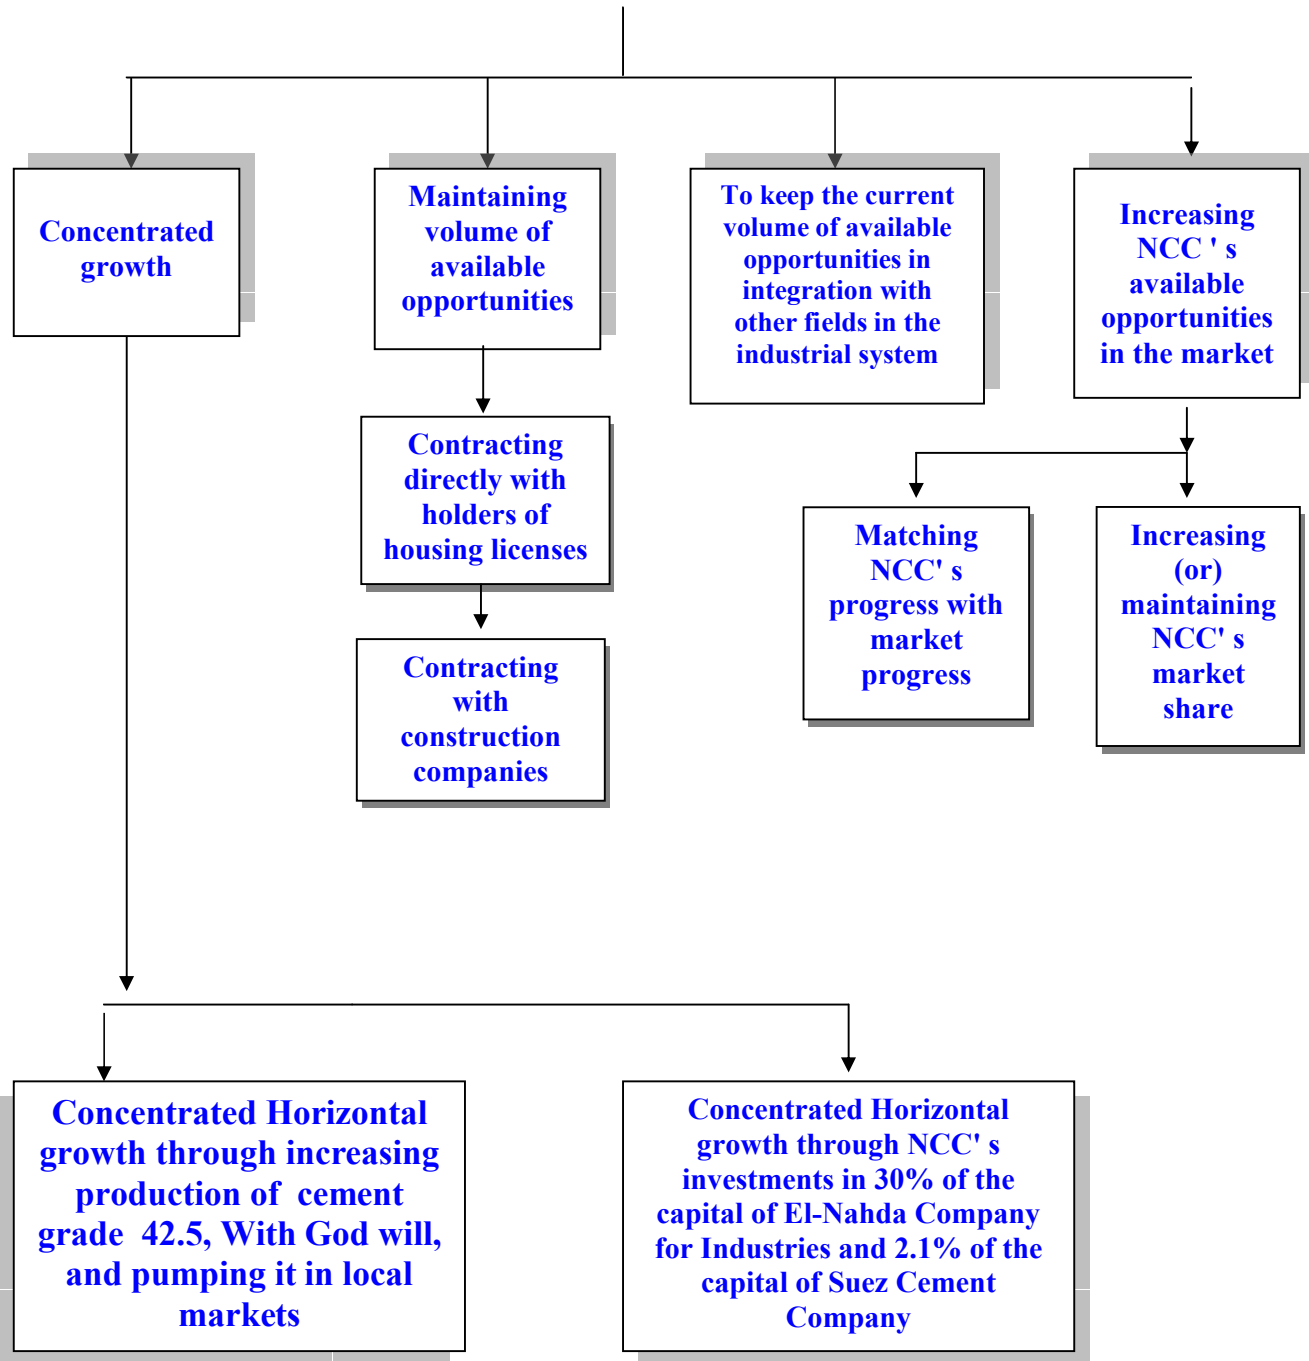 Concentrated
growth
Maintaining
volume of
available
opportunities
To keep the current
volume of available
opportunities in
integration with
other fields in the
industrial system
Increasing
NCC ' s
available
opportunities
in the market
Contracting
directly with
holders of
housing licenses
Contracting
with
construction
companies
Matching
NCC' s
progress with
market
progress
Increasing
(or)
maintaining
NCC' s
market
share
Concentrated Horizontal
growth through increasing
production of  cement
grade  42.5, With God will,
and pumping it in local
markets
Concentrated Horizontal
growth through NCC' s
investments in 30% of the
capital of El-Nahda Company
for Industries and 2.1% of the
capital of Suez Cement
Company